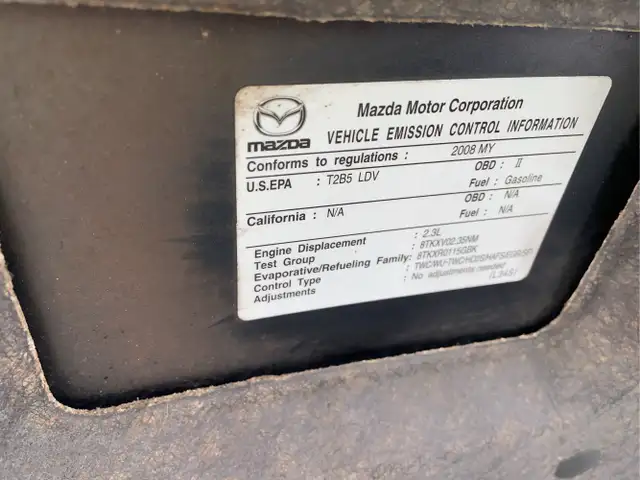 mazda
Mazda Motor Corporation
VEHICLE EMISSION CONTROL INFORMATION
Conforms to regulations : 2008 MY
U.S.EPA : T2B5 LDV OBD : II
Fuel : Gasoline
California : N/A OBD : N/A
Fuel : N/A
Engine Displacement : 2.3L
Test Group : 8TKXV02.3SNM
Evaporative/Refueling Family: 8TKXR0115GBK
Control Type :
Adjustments : No adjustments needed